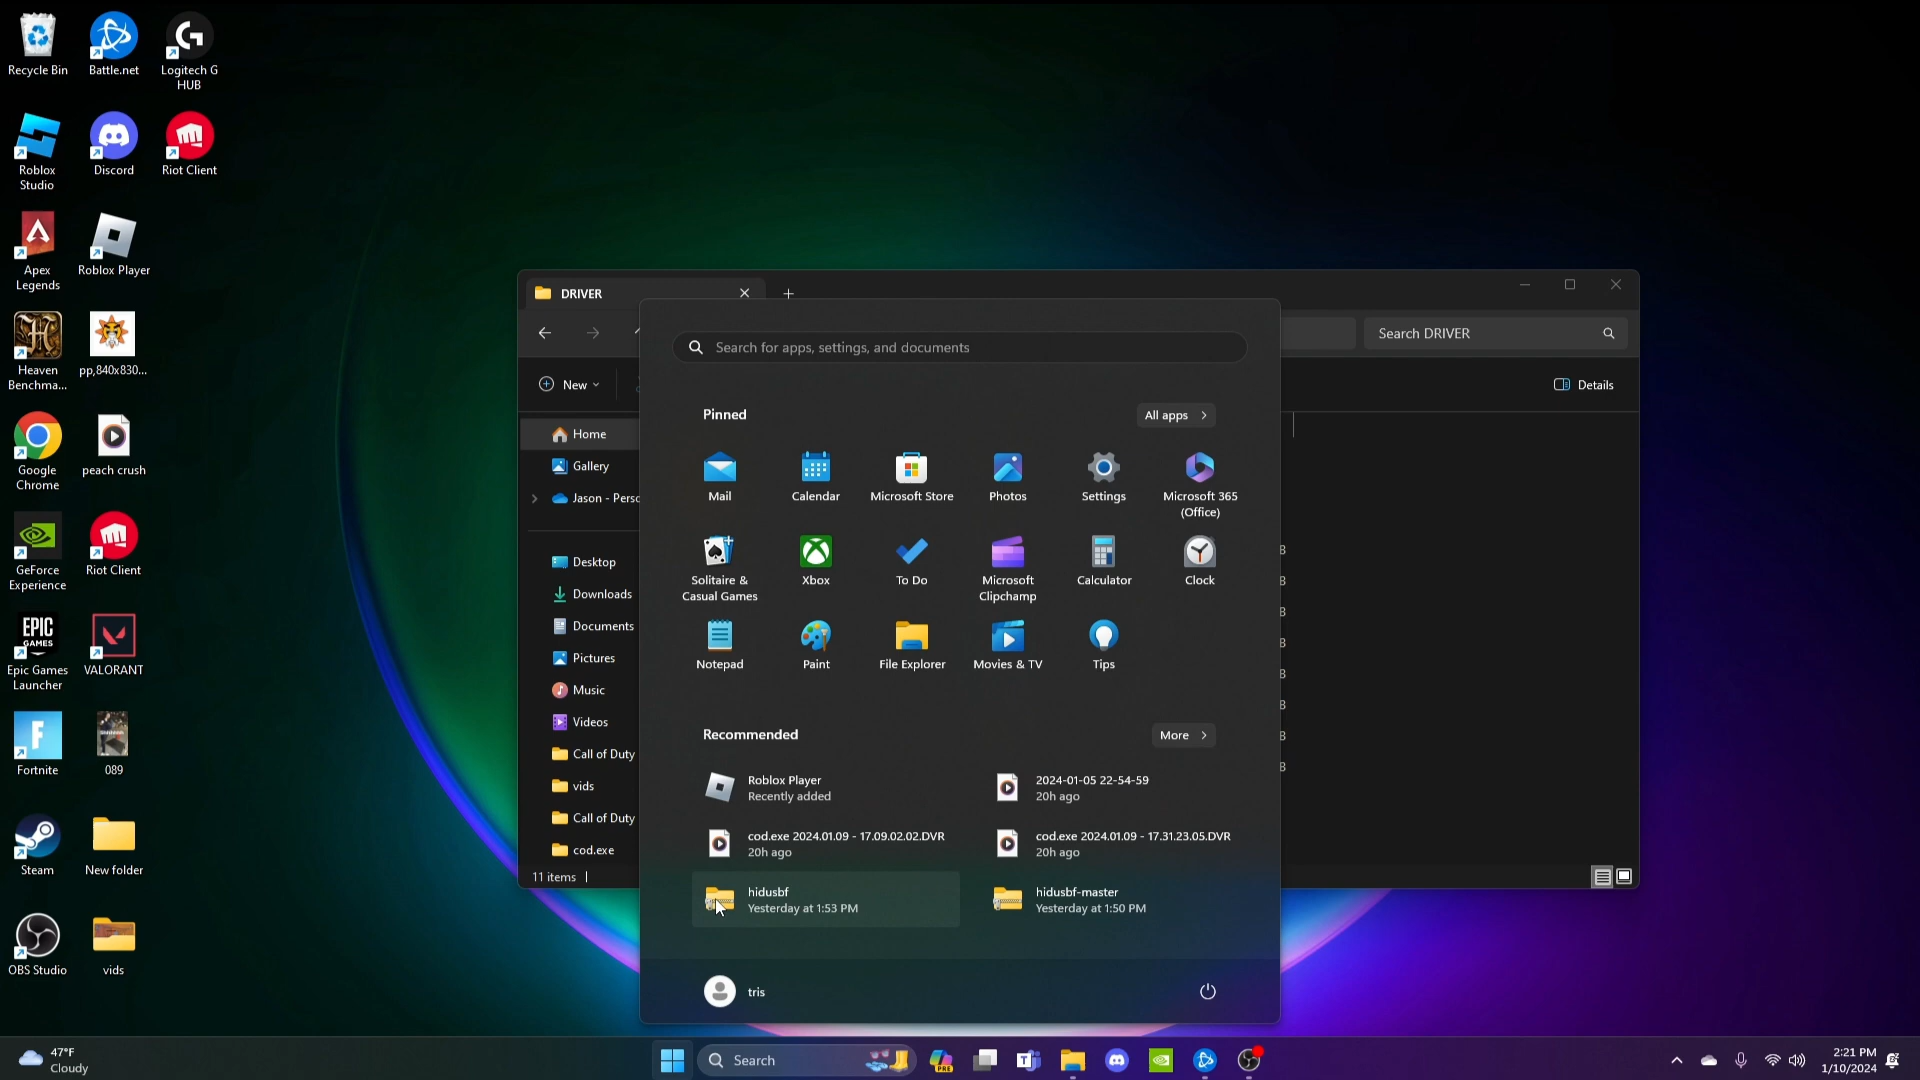 Recycle Bin
Battle.net
Logitech G
HUB
Roblox
Studio
Discord
Riot Client
Apex
Legends
Roblox Player
Heaven
Benchma...
pp,840x830...
Google
Chrome
peach crush
GeForce
Experience
Riot Client
EPIC
GAMES
Epic Games
Launcher
VALORANT
Fortnite
089
Steam
New folder
OBS Studio
vids
DRIVER
Search DRIVER
New
Details
Home
Gallery
Jason - Perso
Desktop
Downloads
Documents
Pictures
Music
Videos
Call of Duty
vids
Call of Duty
cod.exe
11 items
Search for apps, settings, and documents
Pinned
All apps
Mail
Calendar
Microsoft Store
Photos
Settings
Microsoft 365
(Office)
Solitaire &
Casual Games
Xbox
To Do
Microsoft
Clipchamp
Calculator
Clock
Notepad
Paint
File Explorer
Movies & TV
Tips
Recommended
More
Roblox Player
Recently added
2024-01-05 22-54-59
20h ago
cod.exe 2024.01.09 - 17.09.02.02.DVR
20h ago
cod.exe 2024.01.09 - 17.31.23.05.DVR
20h ago
hidusbf
Yesterday at 1:53 PM
hidusbf-master
Yesterday at 1:50 PM
tris
47°F
Cloudy
Search
PRE
2:21 PM
1/10/2024